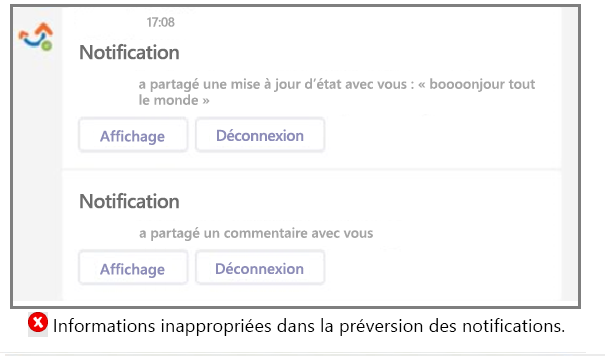 17:08
Notification
a partagé une mise à jour d'état avec vous : « boooonjour tout
le monde »
Affichage Déconnexion
Notification
a partagé un commentaire avec vous
Affichage Déconnexion
Informations inappropriées dans la préversion des notifications.